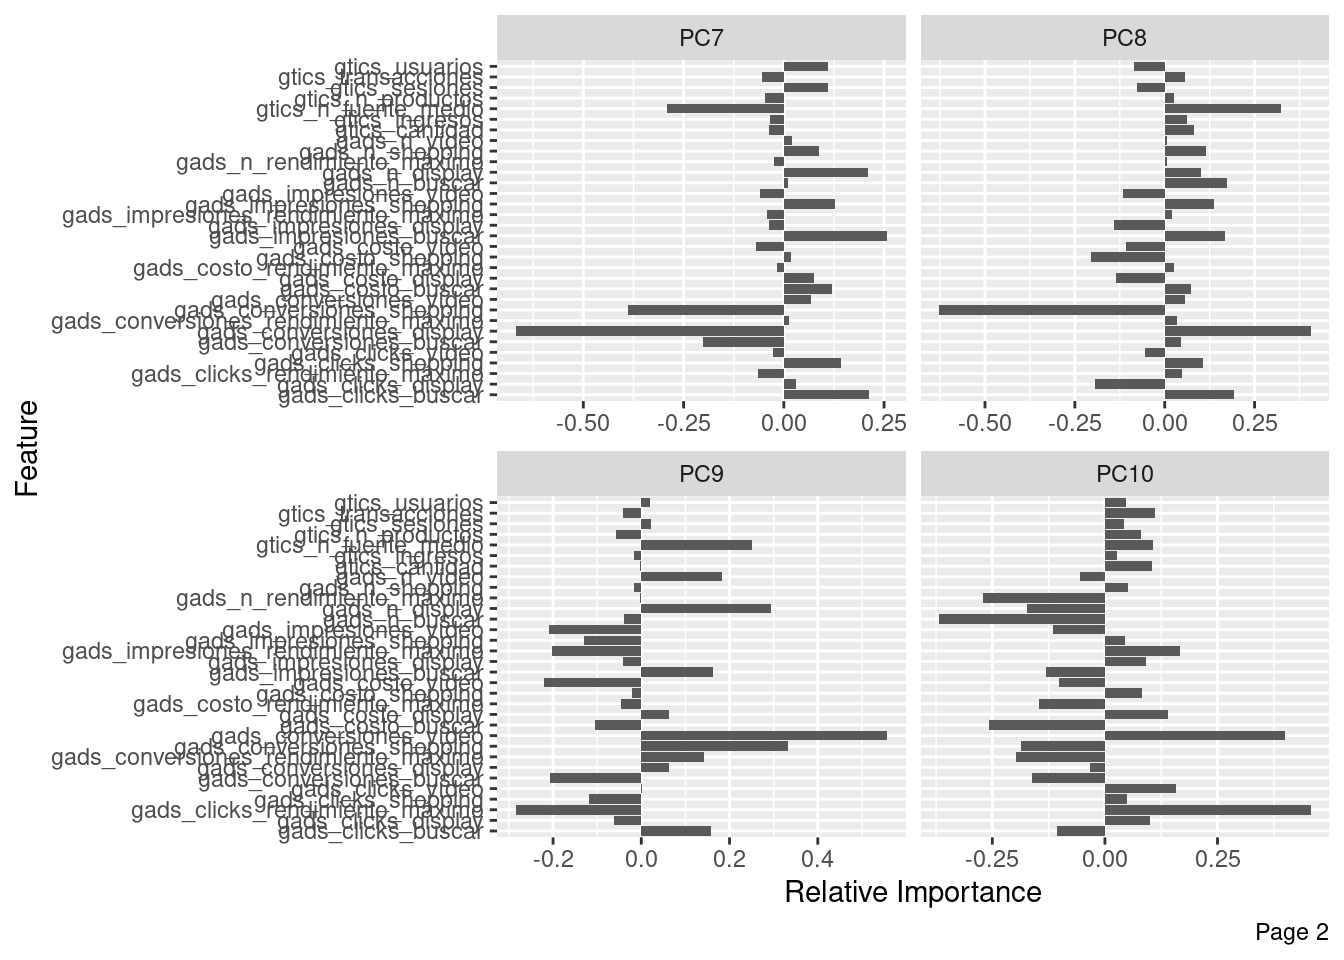 PC7
PC8
gtics_usuarios
gtics_transacciones
gtics_sesiones
gtics_n_productos
gtics_n_fuente_medio
gtics_ingresos
gtics_cantidad
gads_n_video
gads_n_shopping
gads_n_rendimiento_maximo
gads_n_display
gads_n_buscar
gads_impresiones_video
gads_impresiones_shopping
gads_impresiones_rendimiento_maximo
gads_impresiones_display
gads_impresiones_buscar
gads_costo_video
gads_costo_shopping
gads_costo_rendimiento_maximo
gads_costo_display
gads_costo_buscar
gads_conversiones_video
gads_conversiones_shopping
gads_conversiones_rendimiento_maximo
gads_conversiones_display
gads_conversiones_buscar
gads_clicks_video
gads_clicks_shopping
gads_clicks_rendimiento_maximo
gads_clicks_display
gads_clicks_buscar
-0.50 -0.25 0.00 0.25
-0.50 -0.25 0.00 0.25
Feature
PC9
PC10
gtics_usuarios
gtics_transacciones
gtics_sesiones
gtics_n_productos
gtics_n_fuente_medio
gtics_ingresos
gtics_cantidad
gads_n_video
gads_n_shopping
gads_n_rendimiento_maximo
gads_n_display
gads_n_buscar
gads_impresiones_video
gads_impresiones_shopping
gads_impresiones_rendimiento_maximo
gads_impresiones_display
gads_impresiones_buscar
gads_costo_video
gads_costo_shopping
gads_costo_rendimiento_maximo
gads_costo_display
gads_costo_buscar
gads_conversiones_video
gads_conversiones_shopping
gads_conversiones_rendimiento_maximo
gads_conversiones_display
gads_conversiones_buscar
gads_clicks_video
gads_clicks_shopping
gads_clicks_rendimiento_maximo
gads_clicks_display
gads_clicks_buscar
-0.2 0.0 0.2 0.4
-0.25 0.00 0.25
Relative Importance
Page 2